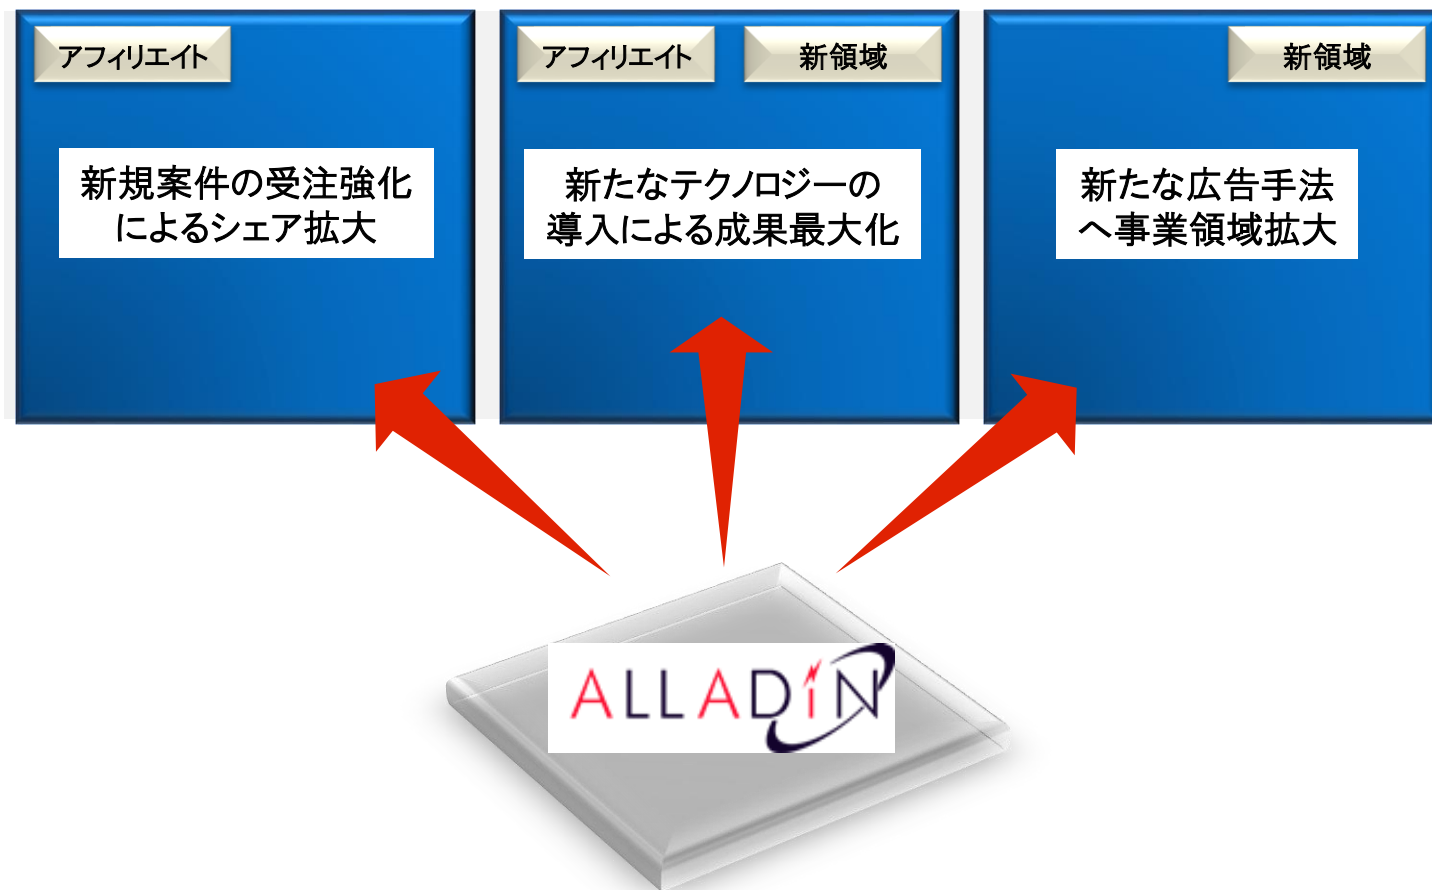 アフィリエイト
新規案件の受注強化
によるシェア拡大
アフィリエイト
新領域
新たなテクノロジーの
導入による成果最大化
新領域
新たな広告手法
へ事業領域拡大
ALLADiN